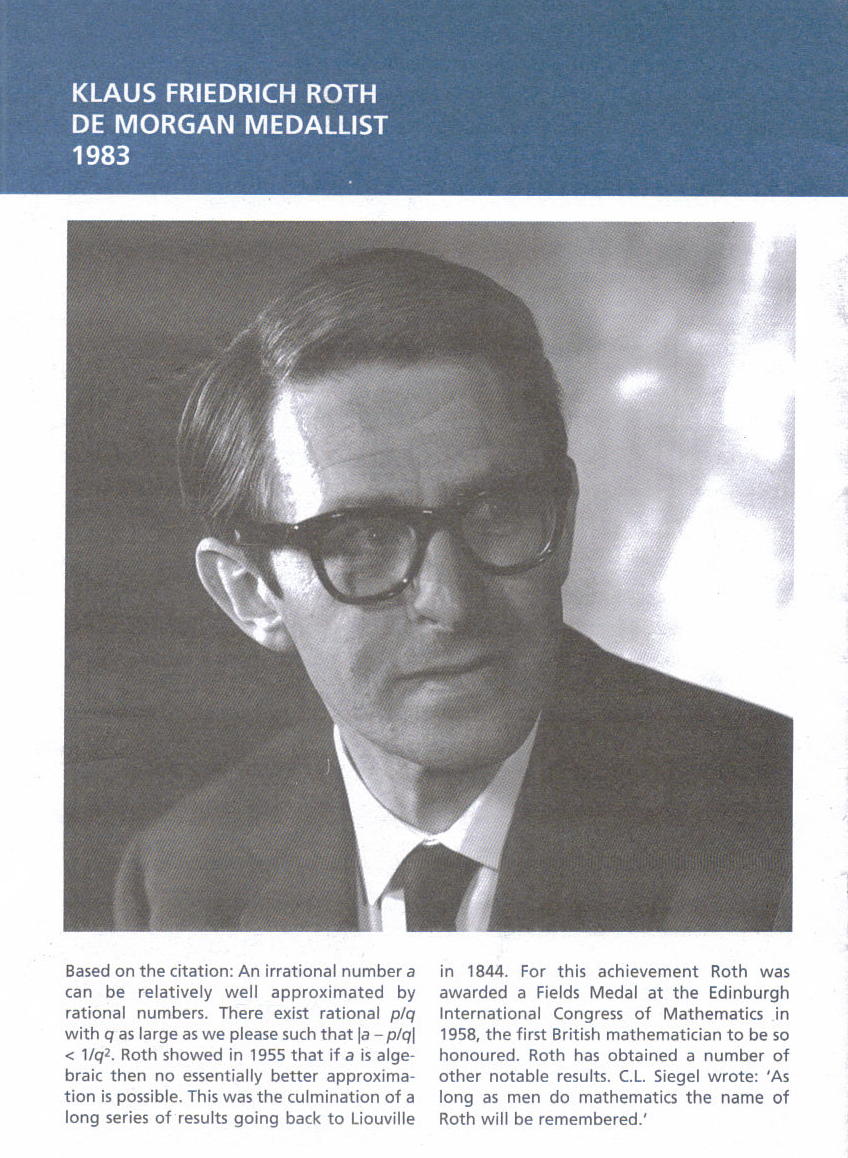 KLAUS FRIEDRICH ROTH
DE MORGAN MEDALLIST
1983
Based on the citation: An irrational number a
can be relatively well approximated by
rational numbers. There exist rational p/q
with q as large as we please such that |a – p/q|
< 1/q². Roth showed in 1955 that if a is alge-
braic then no essentially better approxima-
tion is possible. This was the culmination of a
long series of results going back to Liouville
in 1844. For this achievement Roth was
awarded a Fields Medal at the Edinburgh
International Congress of Mathematics in
1958, the first British mathematician to be so
honoured. Roth has obtained a number of
other notable results. C.L. Siegel wrote: ‘As
long as men do mathematics the name of
Roth will be remembered.’